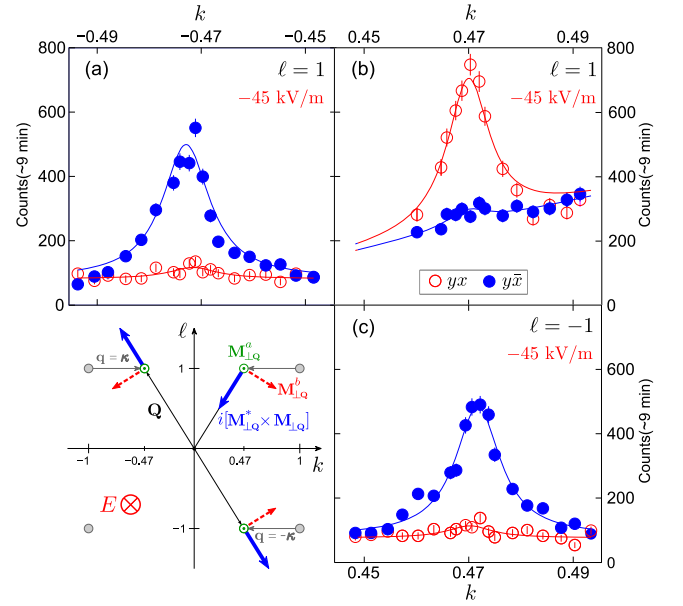 k
−0.49 −0.47 −0.45
k
0.45 0.47 0.49
800
600
400
200
0
Counts(~9 min)
(a)
ℓ = 1
−45 kV/m
(b)
ℓ = 1
−45 kV/m
yx yx̄
800
600
400
200
0
Counts(~9 min)
ℓ
q = κ
1
M^a_⊥Q
M^b_⊥Q
Q
i[M*_⊥Q × M_⊥Q]
-1 -0.47 0.47 1 k
E
−1
q = -κ
(c)
ℓ = −1
−45 kV/m
600
400
200
0
Counts(~9 min)
0.45 0.47 0.49
k